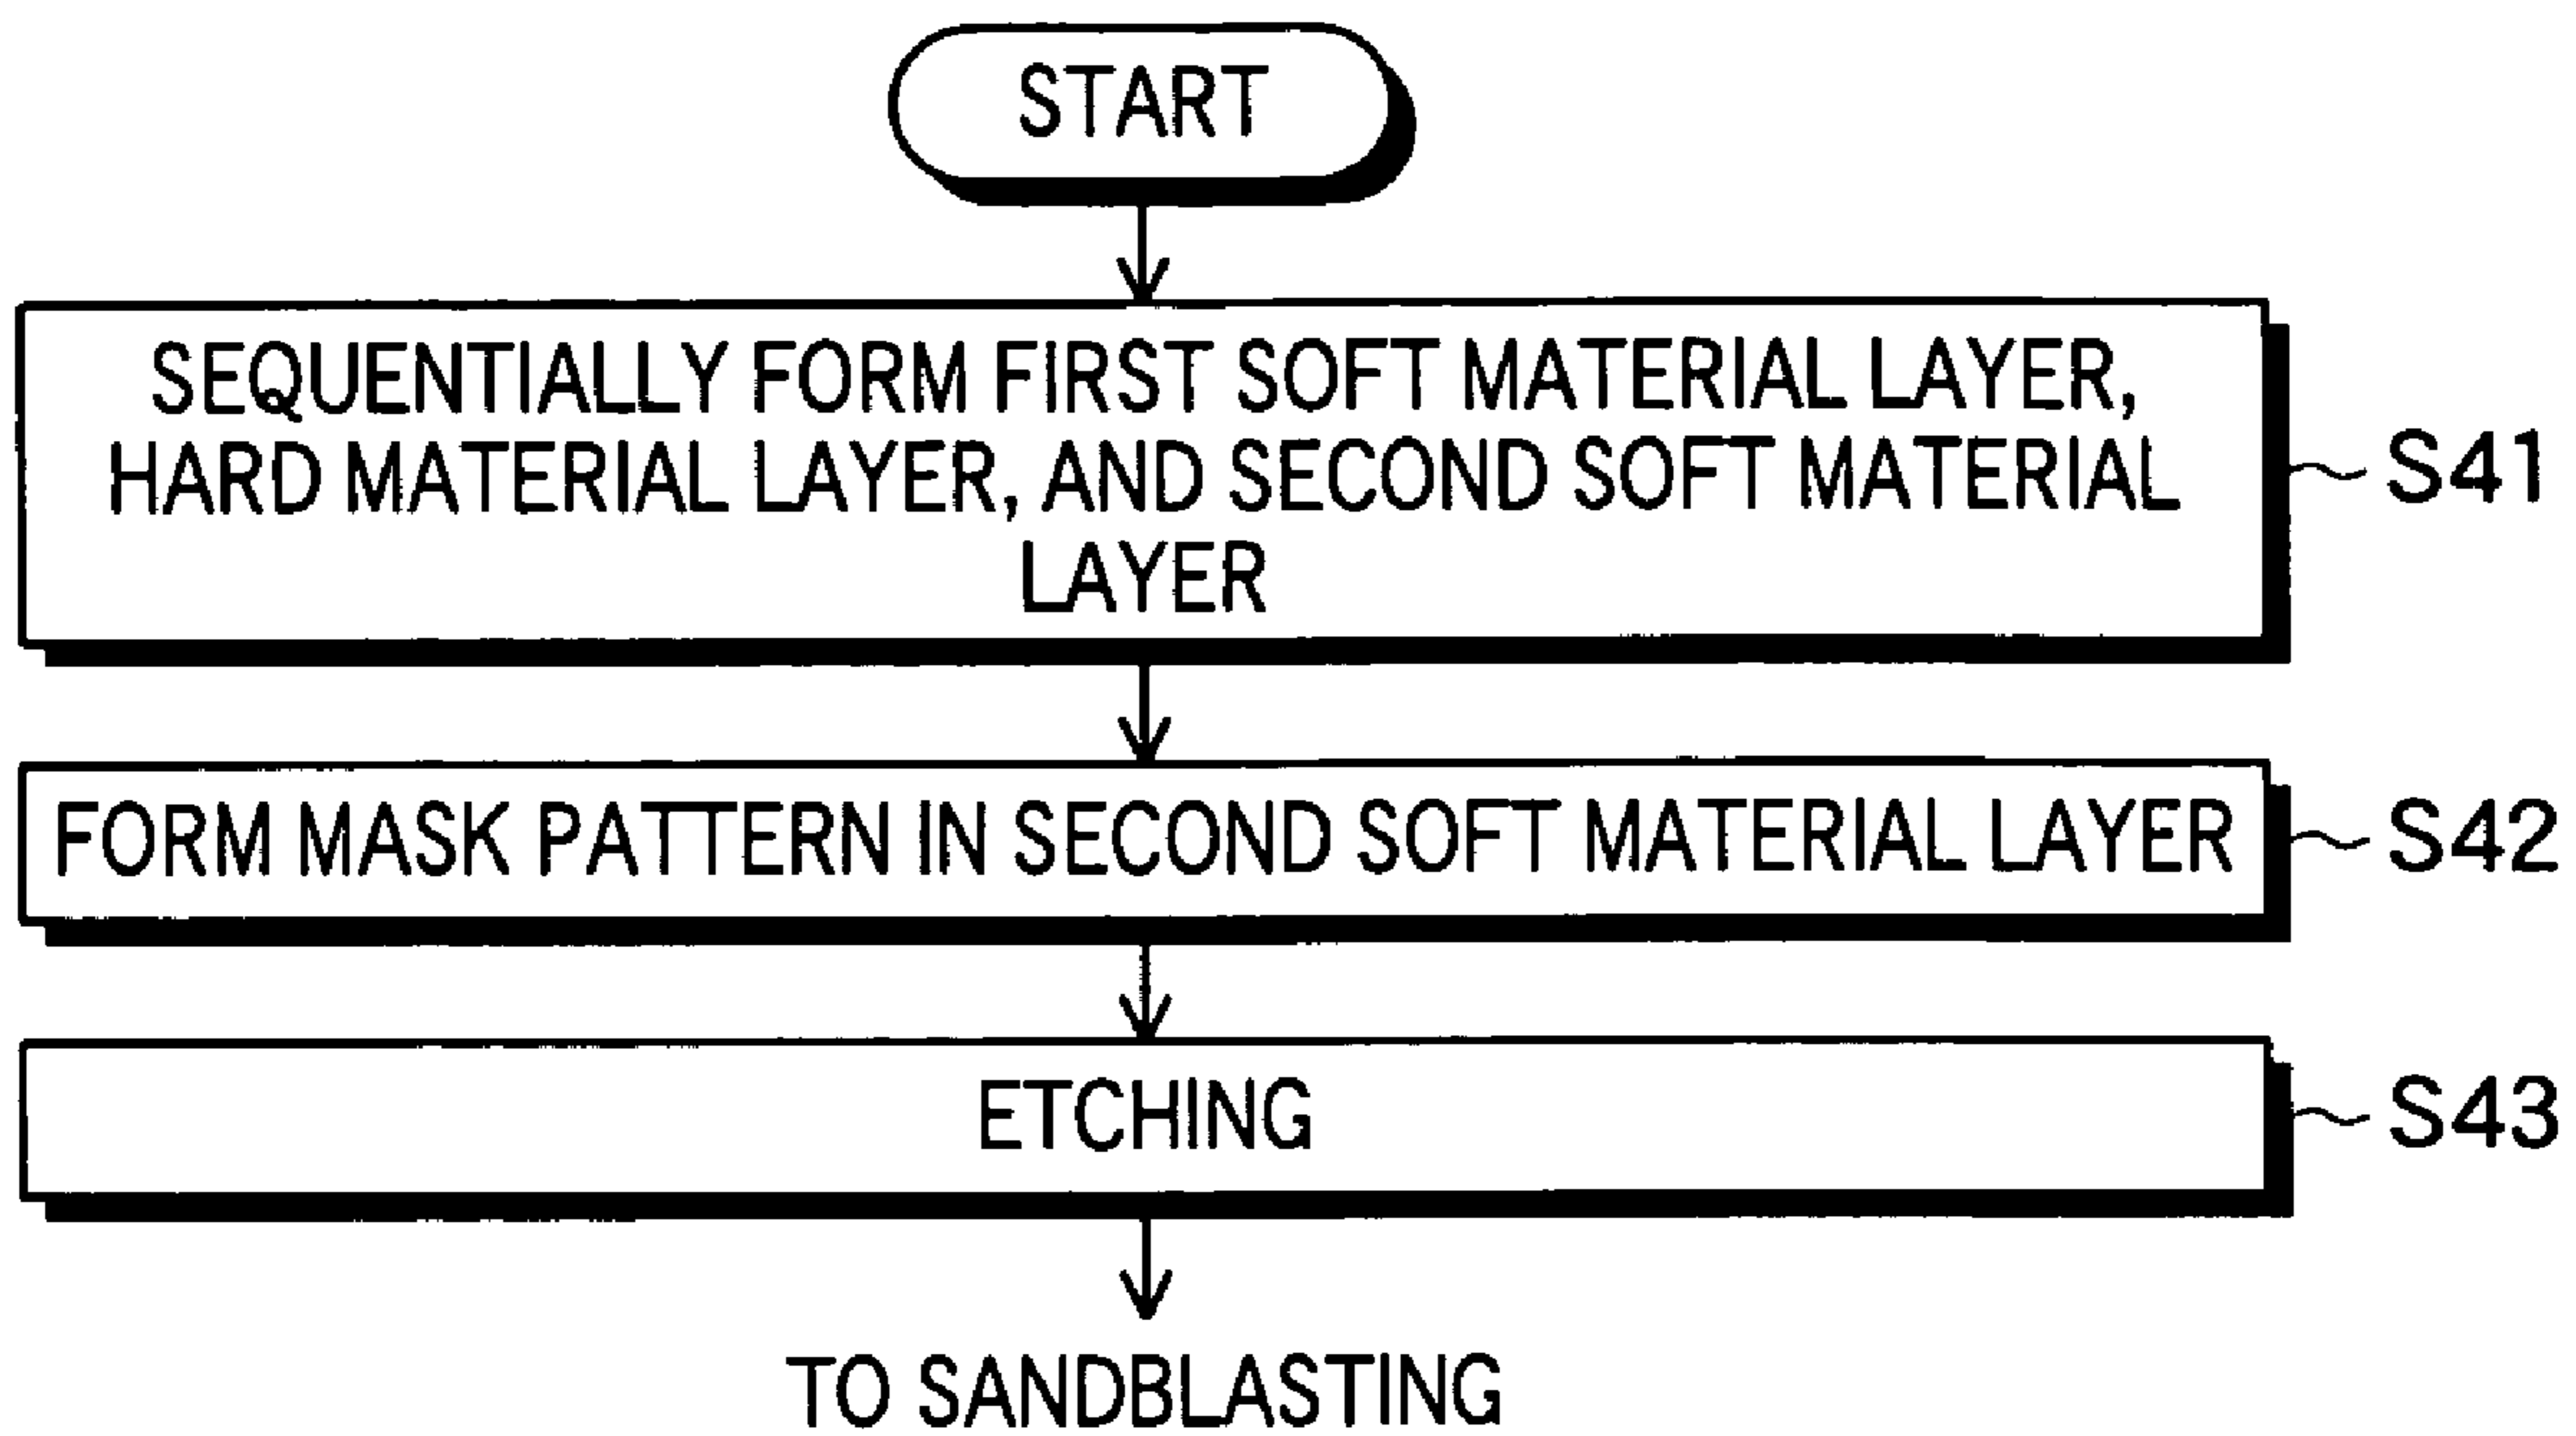 START
SEQUENTIALLY FORM FIRST SOFT MATERIAL LAYER,
HARD MATERIAL LAYER, AND SECOND SOFT MATERIAL
LAYER
S41
FORM MASK PATTERN IN SECOND SOFT MATERIAL LAYER
S42
ETCHING
S43
TO SANDBLASTING